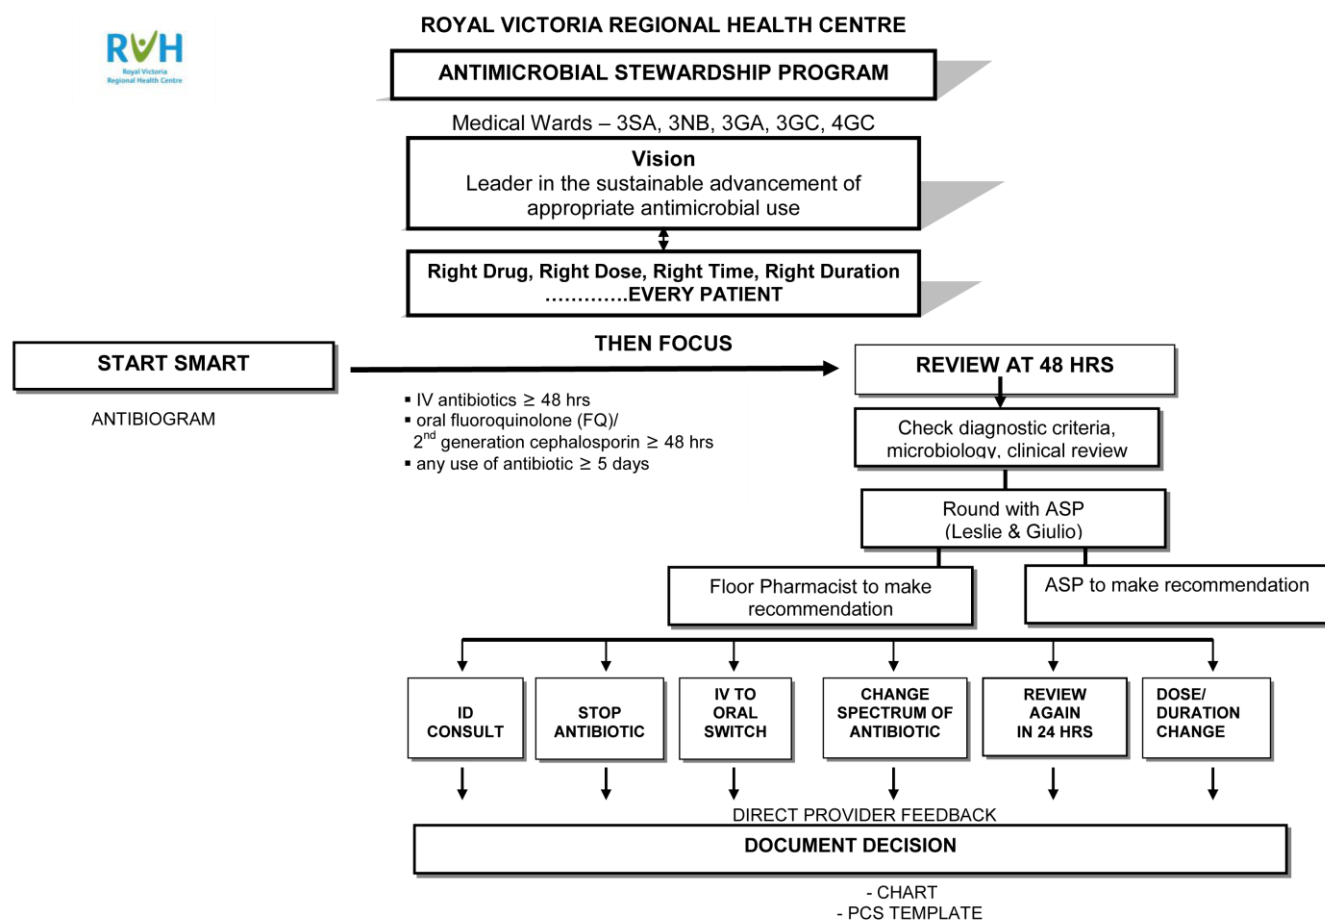 RVH
Royal Victoria
Regional Health Centre
ROYAL VICTORIA REGIONAL HEALTH CENTRE
ANTIMICROBIAL STEWARDSHIP PROGRAM
Medical Wards – 3SA, 3NB, 3GA, 3GC, 4GC
Vision
Leader in the sustainable advancement of
appropriate antimicrobial use
Right Drug, Right Dose, Right Time, Right Duration
………….EVERY PATIENT
START SMART
ANTIBIOGRAM
THEN FOCUS
▪ IV antibiotics ≥ 48 hrs
▪ oral fluoroquinolone (FQ)/
2nd generation cephalosporin ≥ 48 hrs
▪ any use of antibiotic ≥ 5 days
REVIEW AT 48 HRS
Check diagnostic criteria,
microbiology, clinical review
Round with ASP
(Leslie & Giulio)
Floor Pharmacist to make
recommendation
ASP to make recommendation
ID
CONSULT
STOP
ANTIBIOTIC
IV TO
ORAL
SWITCH
CHANGE
SPECTRUM OF
ANTIBIOTIC
REVIEW
AGAIN
IN 24 HRS
DOSE/
DURATION
CHANGE
DIRECT PROVIDER FEEDBACK
DOCUMENT DECISION
- CHART
- PCS TEMPLATE